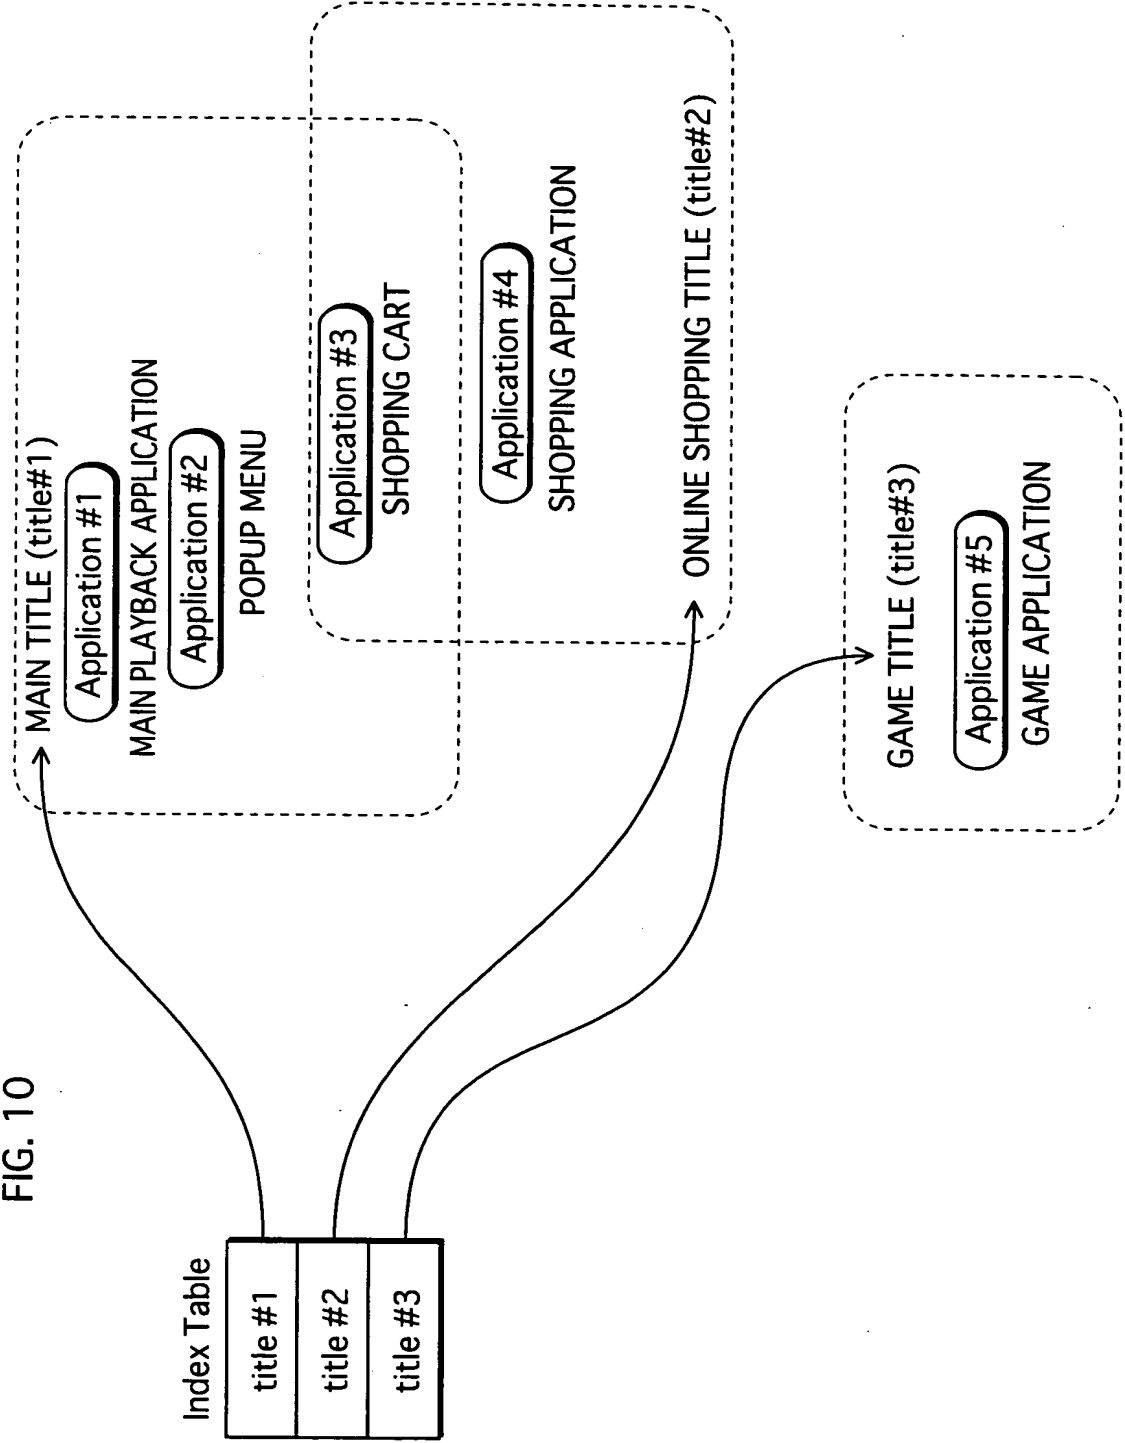 FIG. 10
Index Table
title #1
title #2
title #3
MAIN TITLE (title#1)
Application #1
MAIN PLAYBACK APPLICATION
Application #2
POPUP MENU
Application #3
SHOPPING CART
Application #4
SHOPPING APPLICATION
ONLINE SHOPPING TITLE (title#2)
GAME TITLE (title#3)
Application #5
GAME APPLICATION